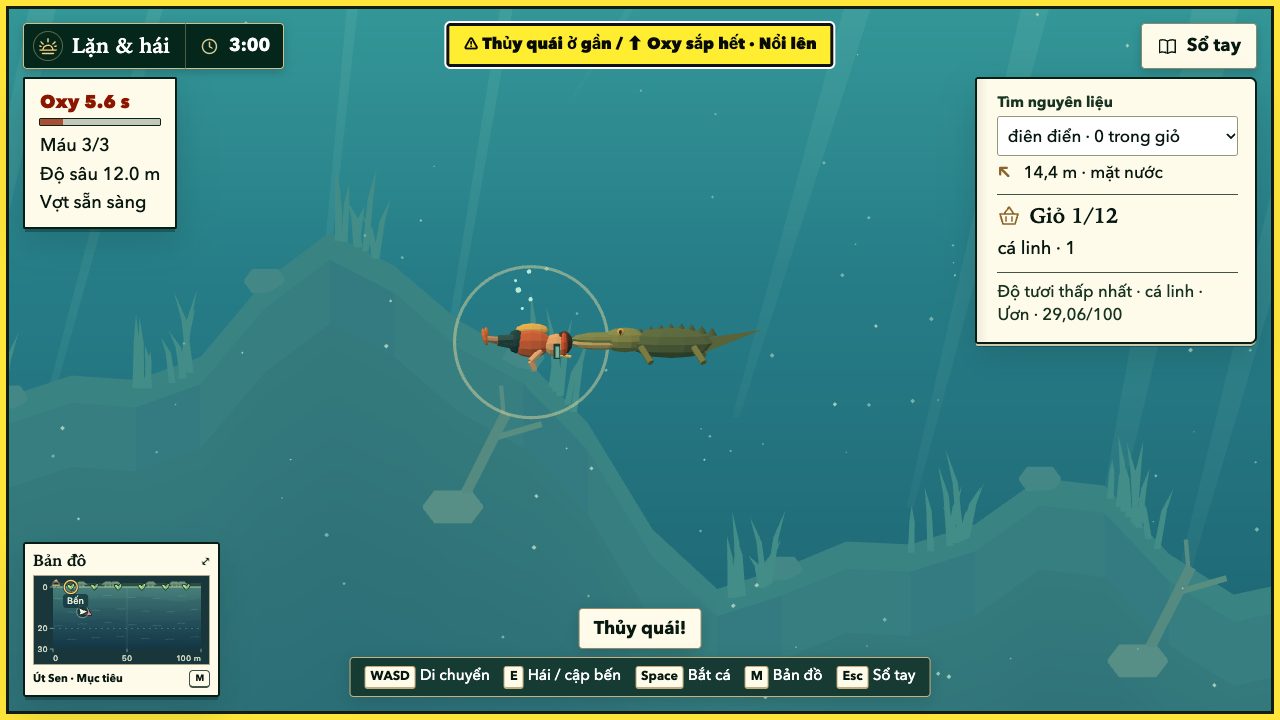 Lặn & hái
3:00
⚠ Thủy quái ở gần / ↑ Oxy sắp hết · Nổi lên
Sổ tay
Oxy 5.6 s
Máu 3/3
Độ sâu 12.0 m
Vợt sẵn sàng
Tìm nguyên liệu
điên điển · 0 trong giỏ
14,4 m · mặt nước
Giỏ 1/12
cá linh · 1
Độ tươi thấp nhất · cá linh ·
Ươn · 29,06/100
Bản đồ
0
Bến
20
30
0 50 100 m
Út Sen · Mục tiêu M
Thủy quái!
WASD Di chuyển E Hái / cập bến Space Bắt cá M Bản đồ Esc Sổ tay